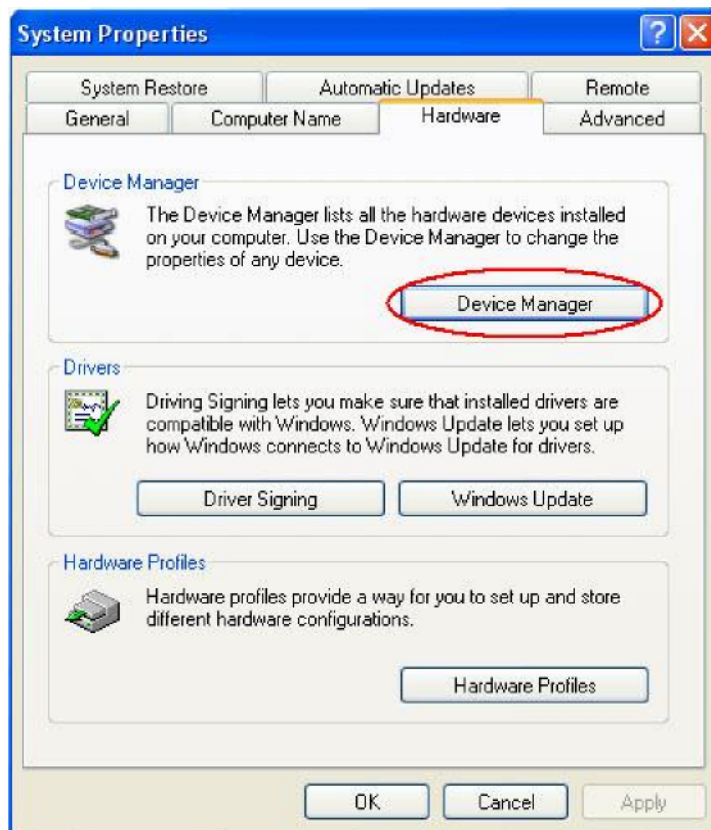 System Properties
System Restore Automatic Updates Remote
General Computer Name Hardware Advanced
Device Manager
The Device Manager lists all the hardware devices installed
on your computer. Use the Device Manager to change the
properties of any device.
Device Manager
Drivers
Driving Signing lets you make sure that installed drivers are
compatible with Windows. Windows Update lets you set up
how Windows connects to Windows Update for drivers.
Driver Signing Windows Update
Hardware Profiles
Hardware profiles provide a way for you to set up and store
different hardware configurations.
Hardware Profiles
OK Cancel Apply